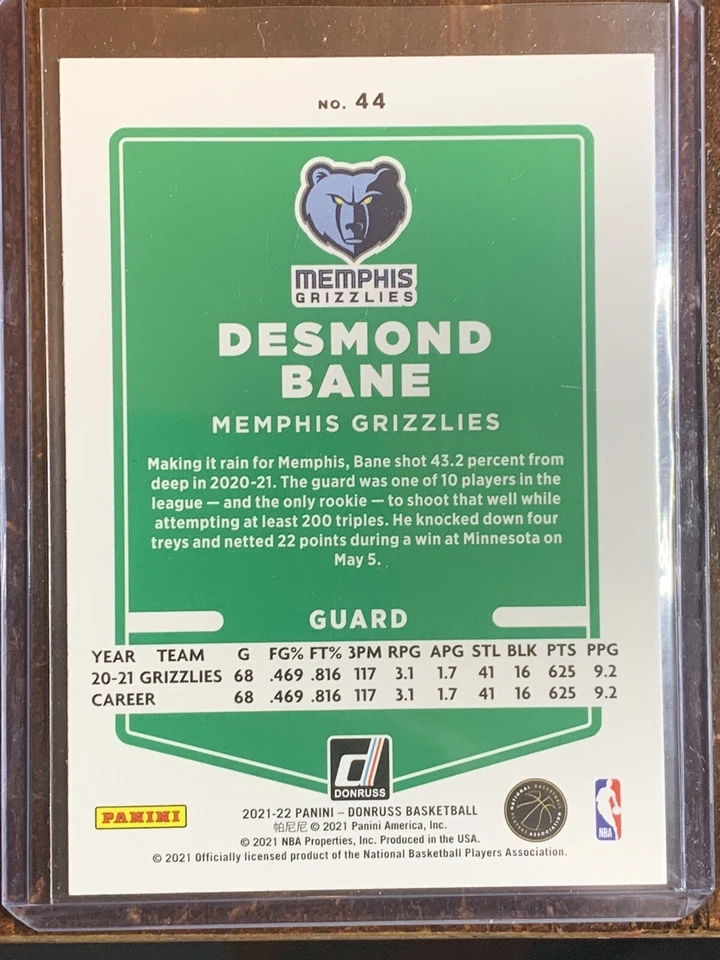 NO. 44
MEMPHIS
GRIZZLIES
DESMOND
BANE
MEMPHIS GRIZZLIES
Making it rain for Memphis, Bane shot 43.2 percent from
deep in 2020-21. The guard was one of 10 players in the
league — and the only rookie — to shoot that well while
attempting at least 200 triples. He knocked down four
treys and netted 22 points during a win at Minnesota on
May 5.
GUARD
YEAR TEAM G FG% FT% 3PM RPG APG STL BLK PTS PPG
20-21 GRIZZLIES 68 .469 .816 117 3.1 1.7 41 16 625 9.2
CAREER 68 .469 .816 117 3.1 1.7 41 16 625 9.2
d
DONRUSS
PANINI
2021-22 PANINI – DONRUSS BASKETBALL
帕尼尼 © 2021 Panini America, Inc.
© 2021 NBA Properties, Inc. Produced in the USA.
© 2021 Officially licensed product of the National Basketball Players Association.
NATIONAL BASKETBALL
PLAYERS ASSOCIATION
NBA